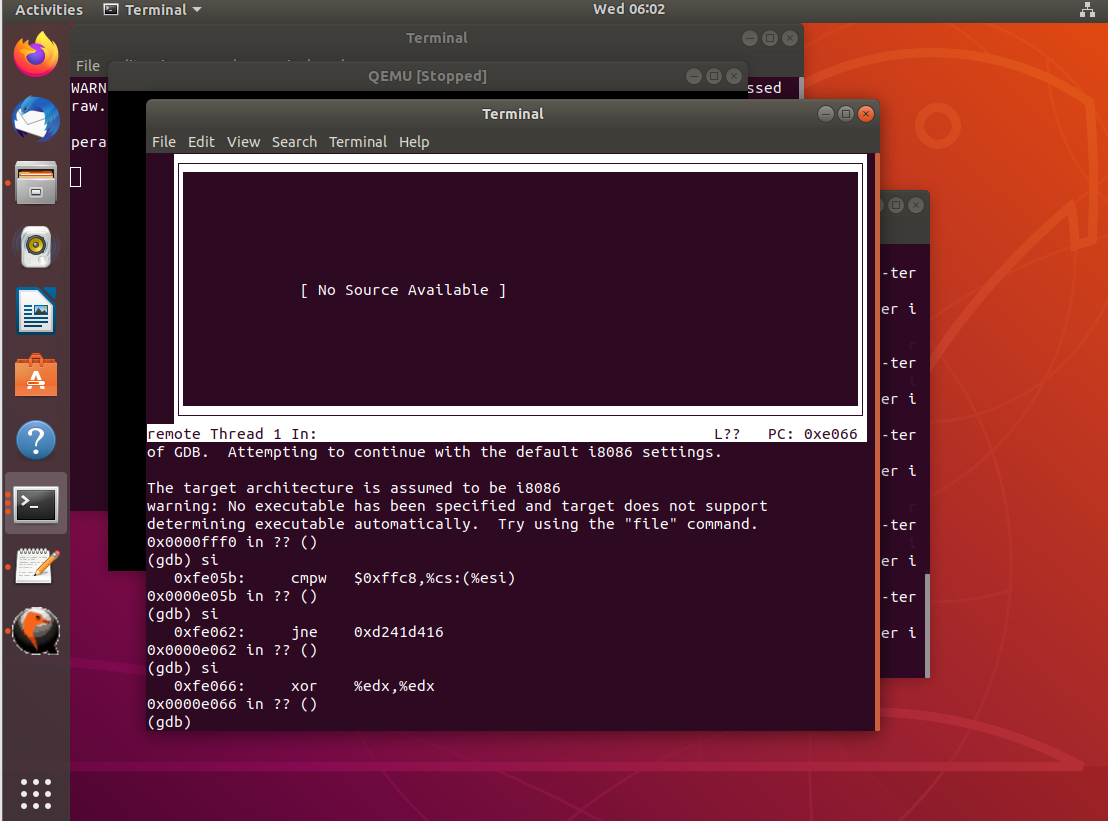 Activities Terminal Wed 06:02
Terminal
File
QEMU [Stopped]
WARN
ssed
raw.
pera
Terminal
File Edit View Search Terminal Help
[ No Source Available ]
remote Thread 1 In: L?? PC: 0xe066
of GDB.  Attempting to continue with the default i8086 settings.
The target architecture is assumed to be i8086
warning: No executable has been specified and target does not support
determining executable automatically.  Try using the "file" command.
0x0000fff0 in ?? ()
(gdb) si
0xfe05b: cmpw $0xffc8,%cs:(%esi)
0x0000e05b in ?? ()
(gdb) si
0xfe062: jne 0xd241d416
0x0000e062 in ?? ()
(gdb) si
0xfe066: xor %edx,%edx
0x0000e066 in ?? ()
(gdb)
-ter
er i
-ter
er i
-ter
er i
-ter
er i
-ter
er i